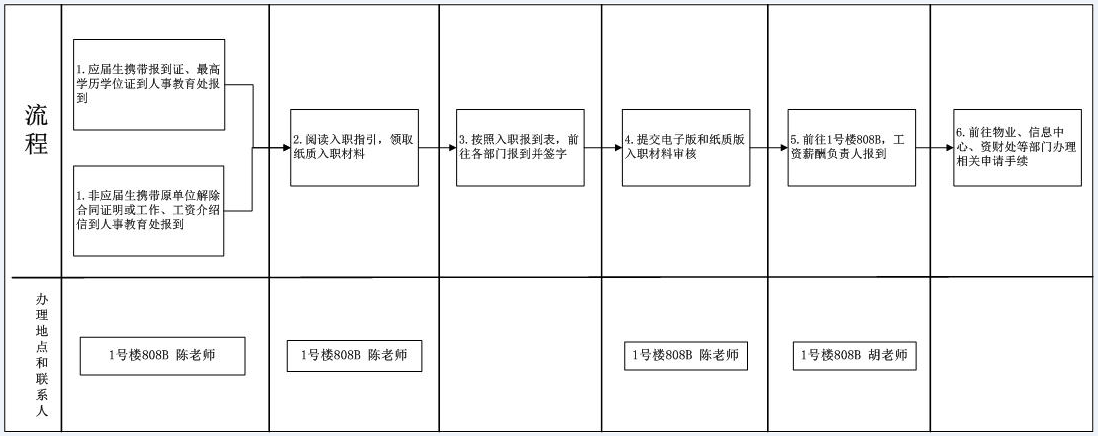 流
程
1.应届生携带报到证、最高
学历学位证到人事教育处报
到
1.非应届生携带原单位解除
合同证明或工作、工资介绍
信到人事教育处报到
2.阅读入职指引，领取
纸质入职材料
3.按照入职报到表，前
往各部门报到并签字
4.提交电子版和纸质版
入职材料审核
5.前往1号楼808B，工
资薪酬负责人报到
6.前往物业、信息中
心、资财处等部门办理
相关申请手续
办
理
地
点
和
联
系
人
1号楼808B 陈老师
1号楼808B 陈老师
1号楼808B 陈老师
1号楼808B 胡老师